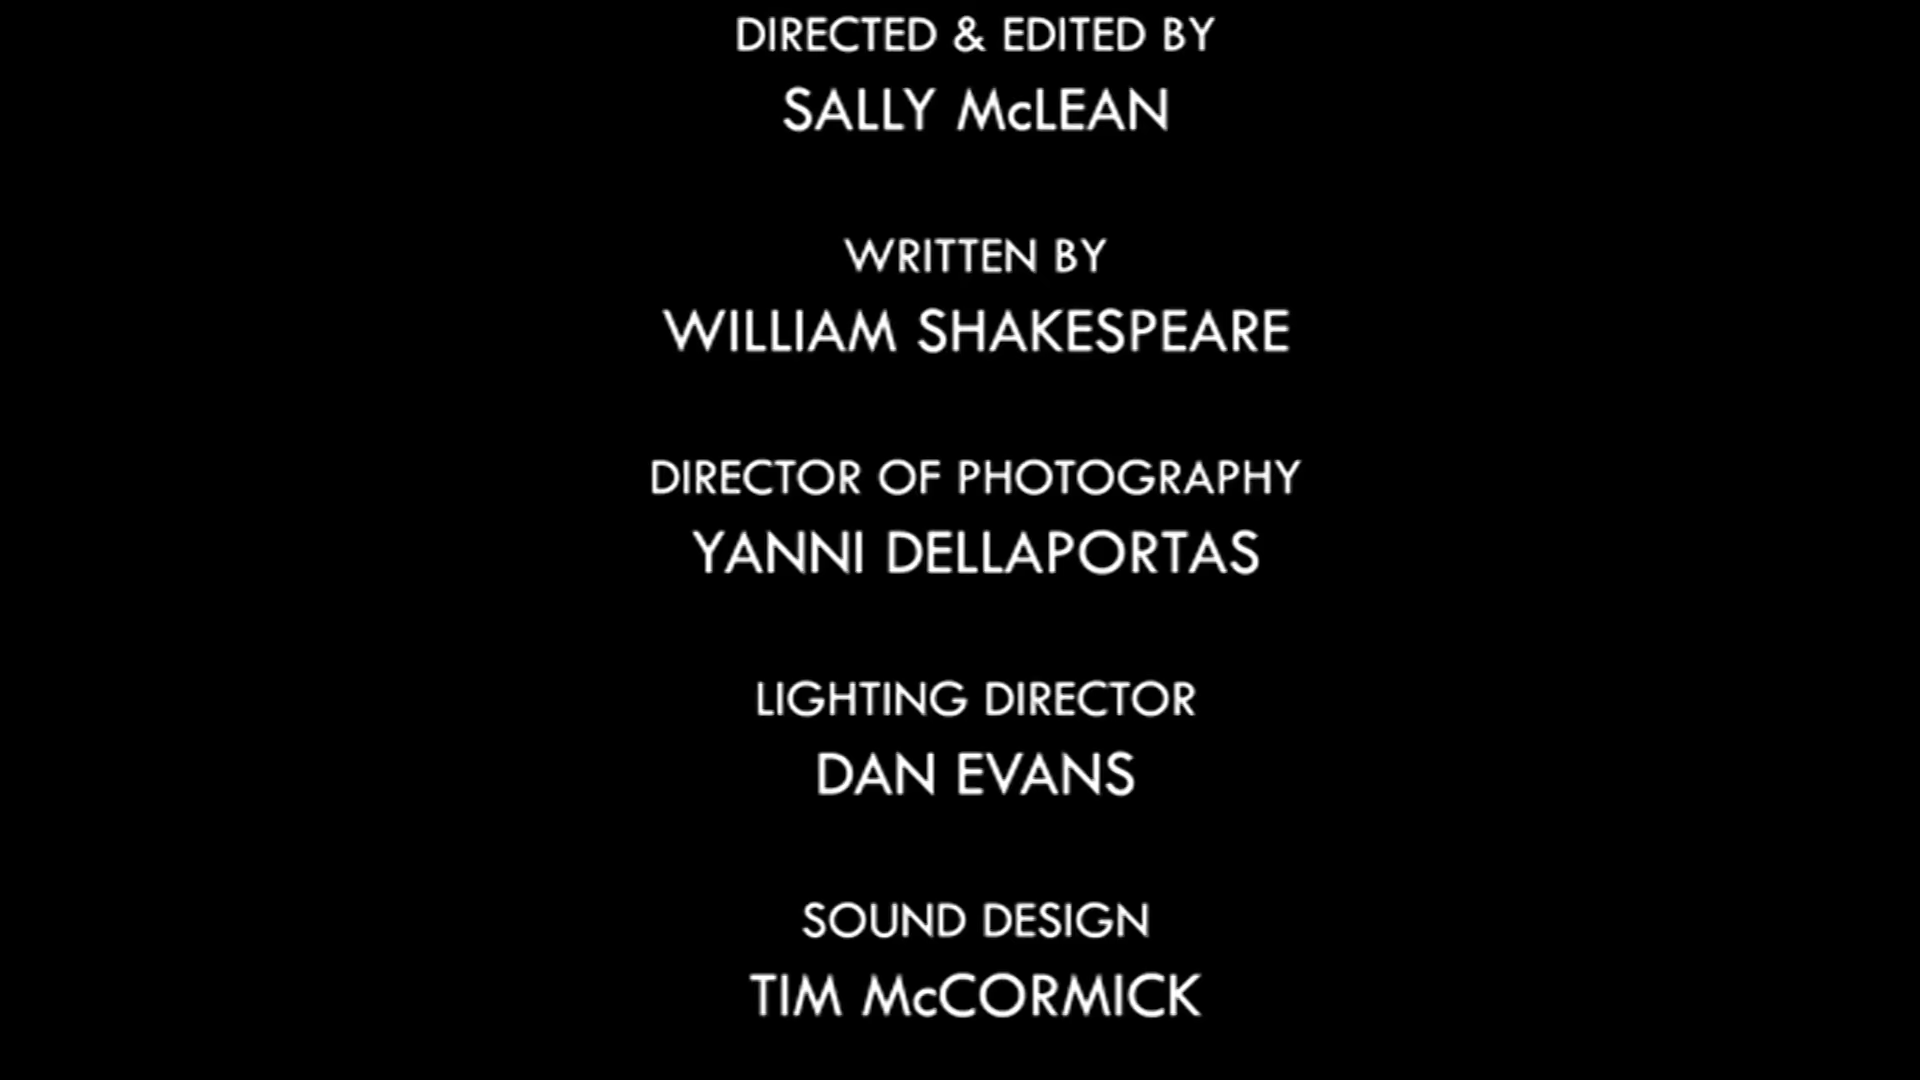 DIRECTED & EDITED BY
SALLY McLEAN
WRITTEN BY
WILLIAM SHAKESPEARE
DIRECTOR OF PHOTOGRAPHY
YANNI DELLAPORTAS
LIGHTING DIRECTOR
DAN EVANS
SOUND DESIGN
TIM McCORMICK